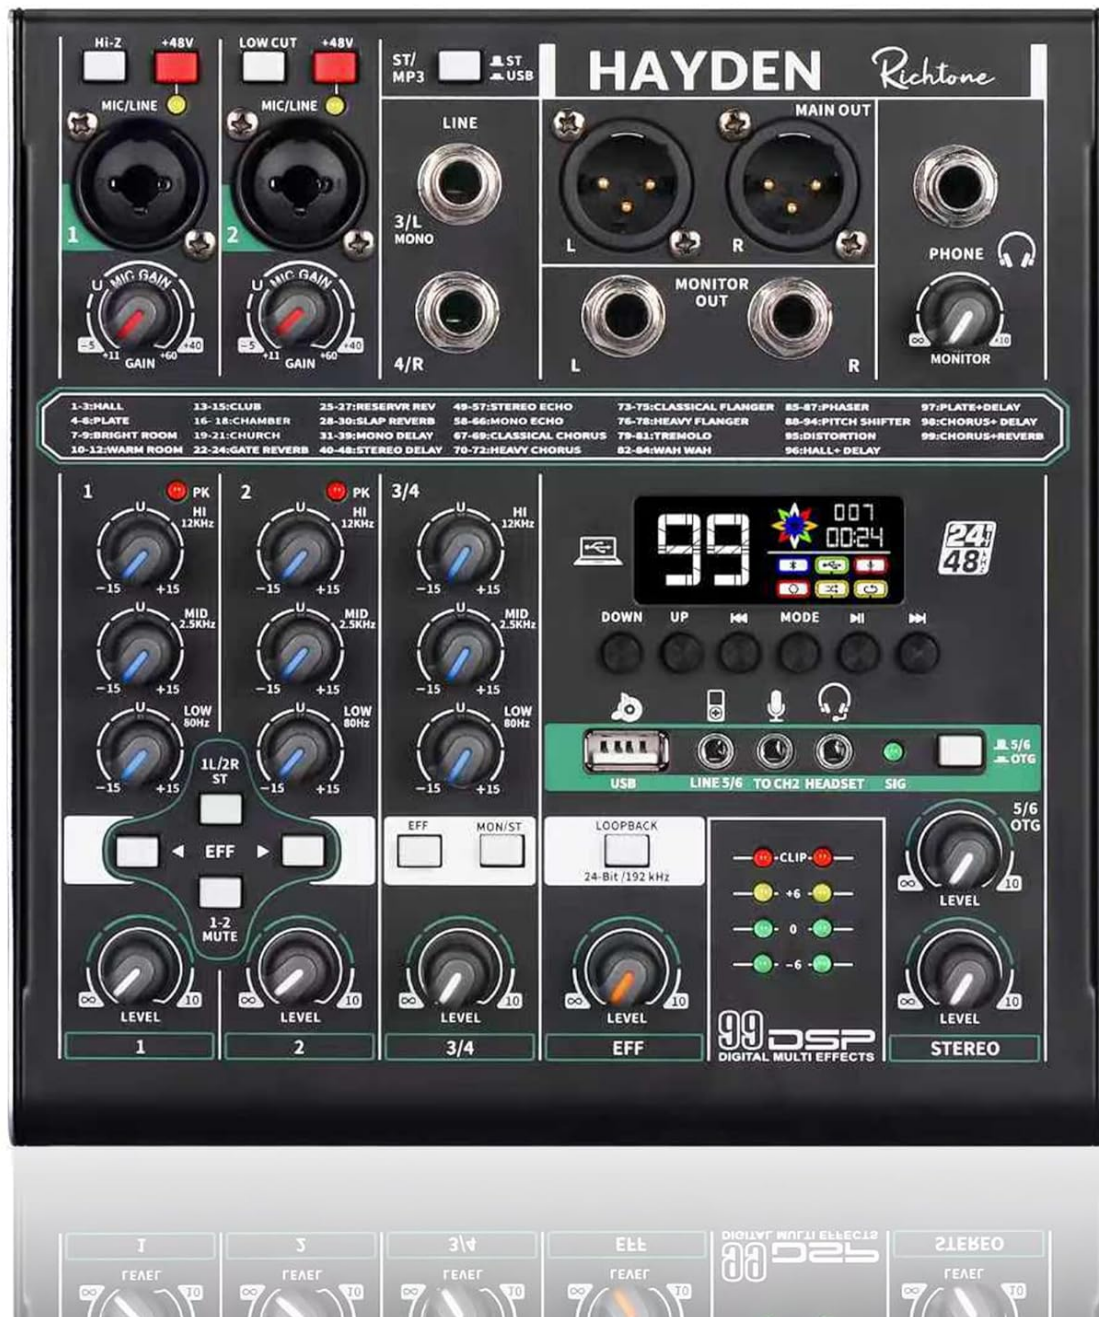 Hi-Z +48V LOW CUT +48V
ST/
MP3
ST
USB
HAYDEN
Richtone
MIC/LINE MIC/LINE
LINE
MAIN OUT
1
2
3/L
MONO
L
R
PHONE
MIC GAIN
U
-5 +40
+11 +60
GAIN
MIC GAIN
U
-5 +40
+11 +60
GAIN
4/R
MONITOR
OUT
L
R
∞ +10
MONITOR
1-3:HALL 13-15:CLUB 25-27:RESERVR REV 49-57:STEREO ECHO 73-75:CLASSICAL FLANGER 85-87:PHASER 97:PLATE+DELAY
4-6:PLATE 16- 18:CHAMBER 28-30:SLAP REVERB 58-66:MONO ECHO 76-78:HEAVY FLANGER 88-94:PITCH SHIFTER 98:CHORUS+ DELAY
7-9:BRIGHT ROOM 19-21:CHURCH 31-39:MONO DELAY 67-69:CLASSICAL CHORUS 79-81:TREMOLO 95:DISTORTION 99:CHORUS+REVERB
10-12:WARM ROOM 22-24:GATE REVERB 40-48:STEREO DELAY 70-72:HEAVY CHORUS 82-84:WAH WAH 96:HALL+ DELAY
1 PK 2 PK 3/4
U HI
12KHz
-15 +15
U HI
12KHz
-15 +15
U HI
12KHz
-15 +15
U MID
2.5KHz
-15 +15
U MID
2.5KHz
-15 +15
U MID
2.5KHz
-15 +15
U LOW
80Hz
-15 +15
U LOW
80Hz
-15 +15
U LOW
80Hz
-15 +15
99
007
00:24
24
48
DOWN UP MODE
5/6
OTG
USB LINE 5/6 TO CH2 HEADSET SIG
1L/2R
ST
EFF
1-2
MUTE
EFF MON/ST
LOOPBACK
24-Bit /192 kHz
CLIP
+6
0
-6
5/6
OTG
∞ 10
LEVEL
∞ 10
LEVEL
∞ 10
LEVEL
∞ 10
LEVEL
∞ 10
LEVEL
∞ 10
LEVEL
99 DSP
DIGITAL MULTI EFFECTS
1 2 3/4 EFF STEREO